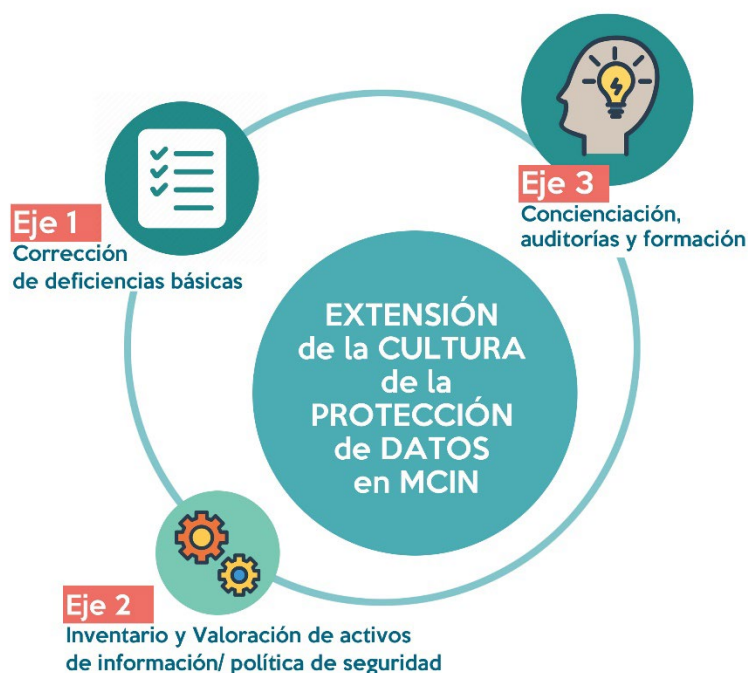 Eje 1
Corrección
de deficiencias básicas
Eje 3
Concienciación,
auditorías y formación
EXTENSIÓN
de la CULTURA
de la
PROTECCIÓN
de DATOS
en MCIN
Eje 2
Inventario y Valoración de activos
de información/ política de seguridad